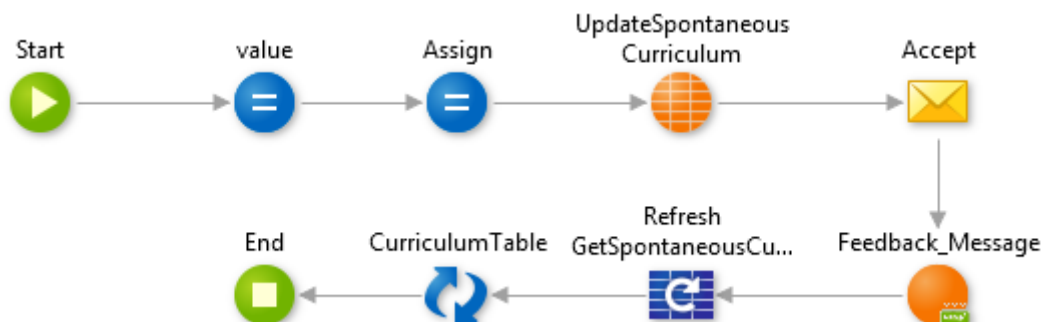 Start
value
Assign
UpdateSpontaneous
Curriculum
Accept
End
CurriculumTable
Refresh
GetSpontaneousCu...
Feedback_Message